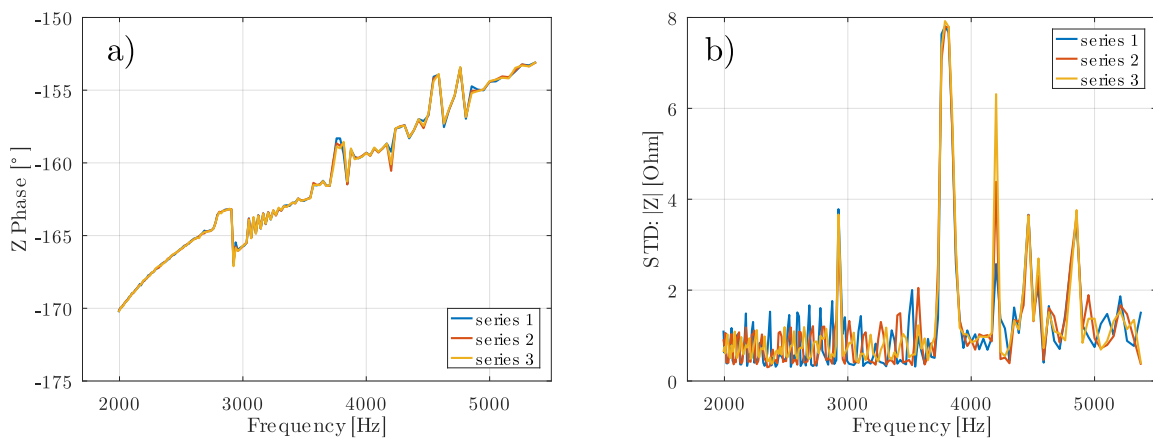 a)
-150
-155
-160
-165
-170
-175
Z Phase [°]
2000 3000 4000 5000
Frequency [Hz]
series 1
series 2
series 3
b)
8
6
4
2
0
STD: |Z| [Ohm]
2000 3000 4000 5000
Frequency [Hz]
series 1
series 2
series 3